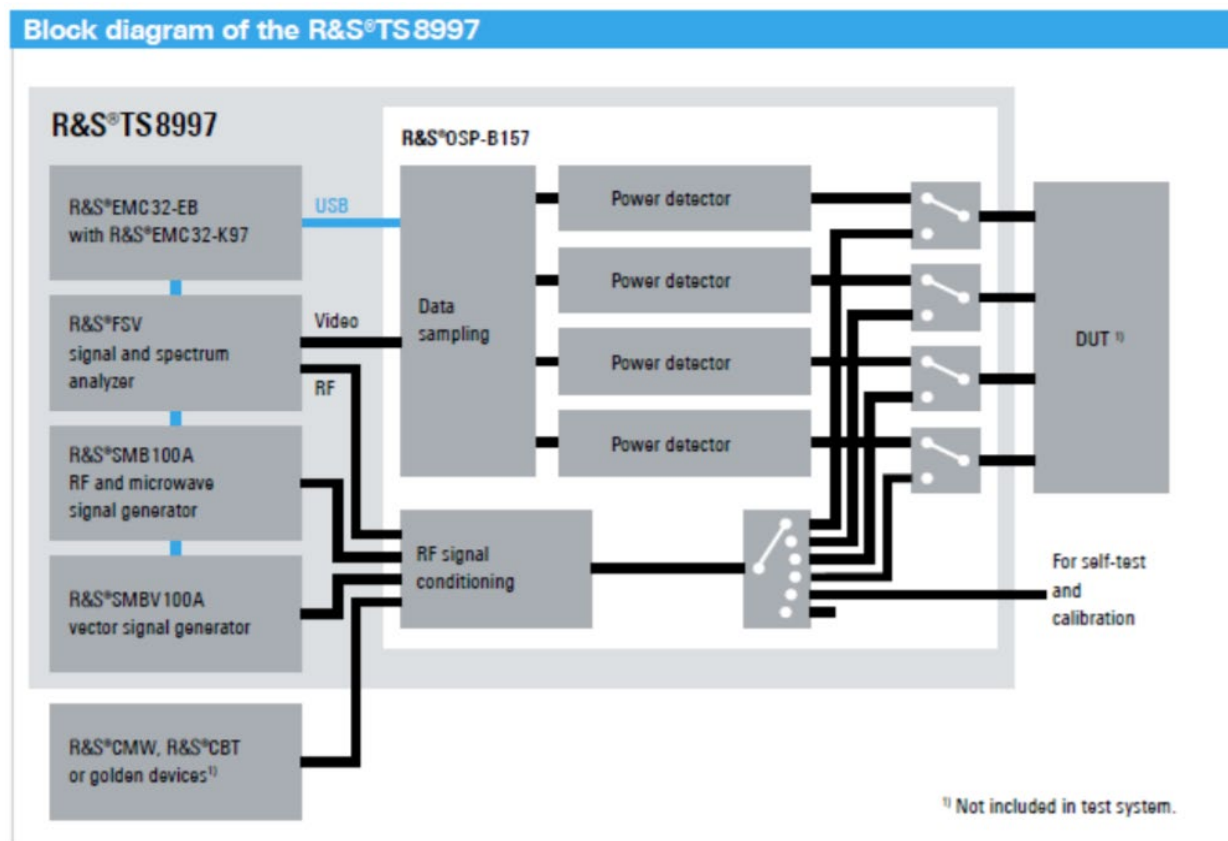 Block diagram of the R&S®TS8997
R&S®TS8997
R&S®OSP-B157
R&S®EMC32-EB
with R&S®EMC32-K97
USB
R&S®FSV
signal and spectrum
analyzer
Video
RF
R&S®SMB100A
RF and microwave
signal generator
R&S®SMBV100A
vector signal generator
R&S®CMW, R&S®CBT
or golden devices¹⁾
Data
sampling
Power detector
Power detector
Power detector
Power detector
RF signal
conditioning
DUT ¹⁾
For self-test
and
calibration
¹⁾ Not included in test system.